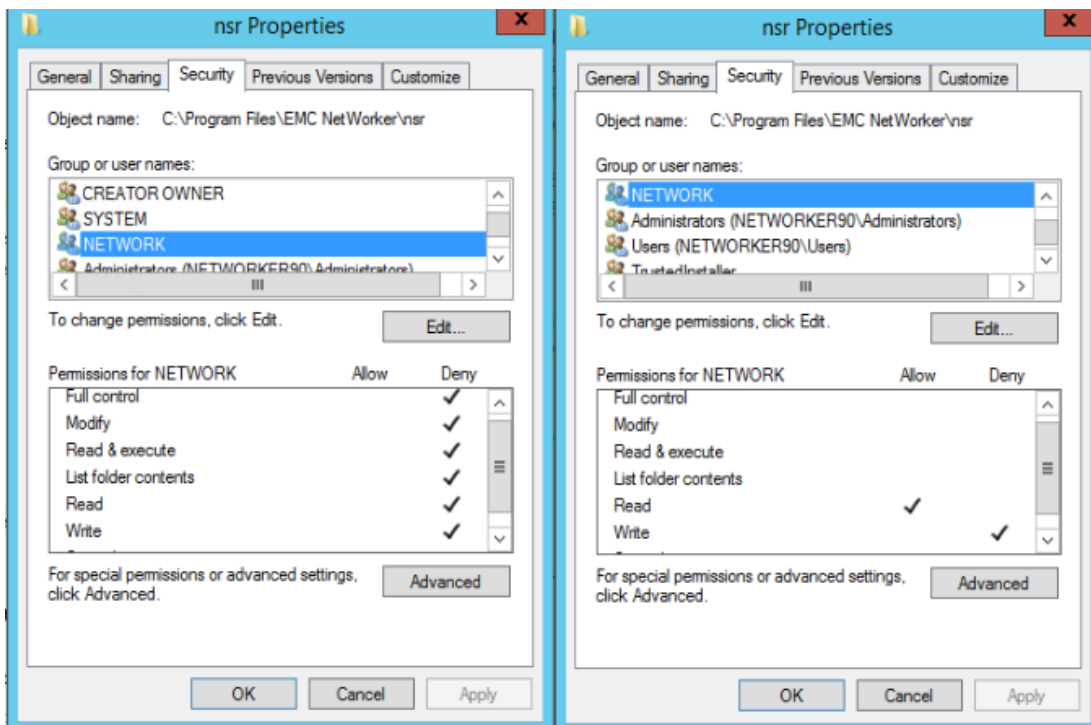 nsr Properties
x
General Sharing Security Previous Versions Customize
Object name: C:\Program Files\EMC NetWorker\nsr
Group or user names:
CREATOR OWNER
SYSTEM
NETWORK
Administrators (NETWORKER90\Administrators)
To change permissions, click Edit.
Edit...
Permissions for NETWORK Allow Deny
Full control
Modify
Read & execute
List folder contents
Read
Write
For special permissions or advanced settings,
click Advanced.
Advanced
OK Cancel Apply
nsr Properties
x
General Sharing Security Previous Versions Customize
Object name: C:\Program Files\EMC NetWorker\nsr
Group or user names:
NETWORK
Administrators (NETWORKER90\Administrators)
Users (NETWORKER90\Users)
TrustedInstaller
To change permissions, click Edit.
Edit...
Permissions for NETWORK Allow Deny
Full control
Modify
Read & execute
List folder contents
Read
Write
For special permissions or advanced settings,
click Advanced.
Advanced
OK Cancel Apply